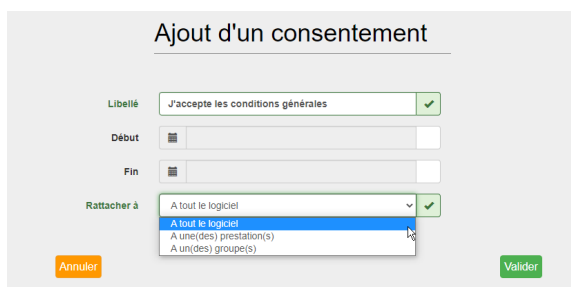 Ajout d'un consentement
Libellé J'accepte les conditions générales
Début
Fin
Rattacher à A tout le logiciel
A tout le logiciel
A une(des) prestation(s)
A un(des) groupe(s)
Annuler Valider